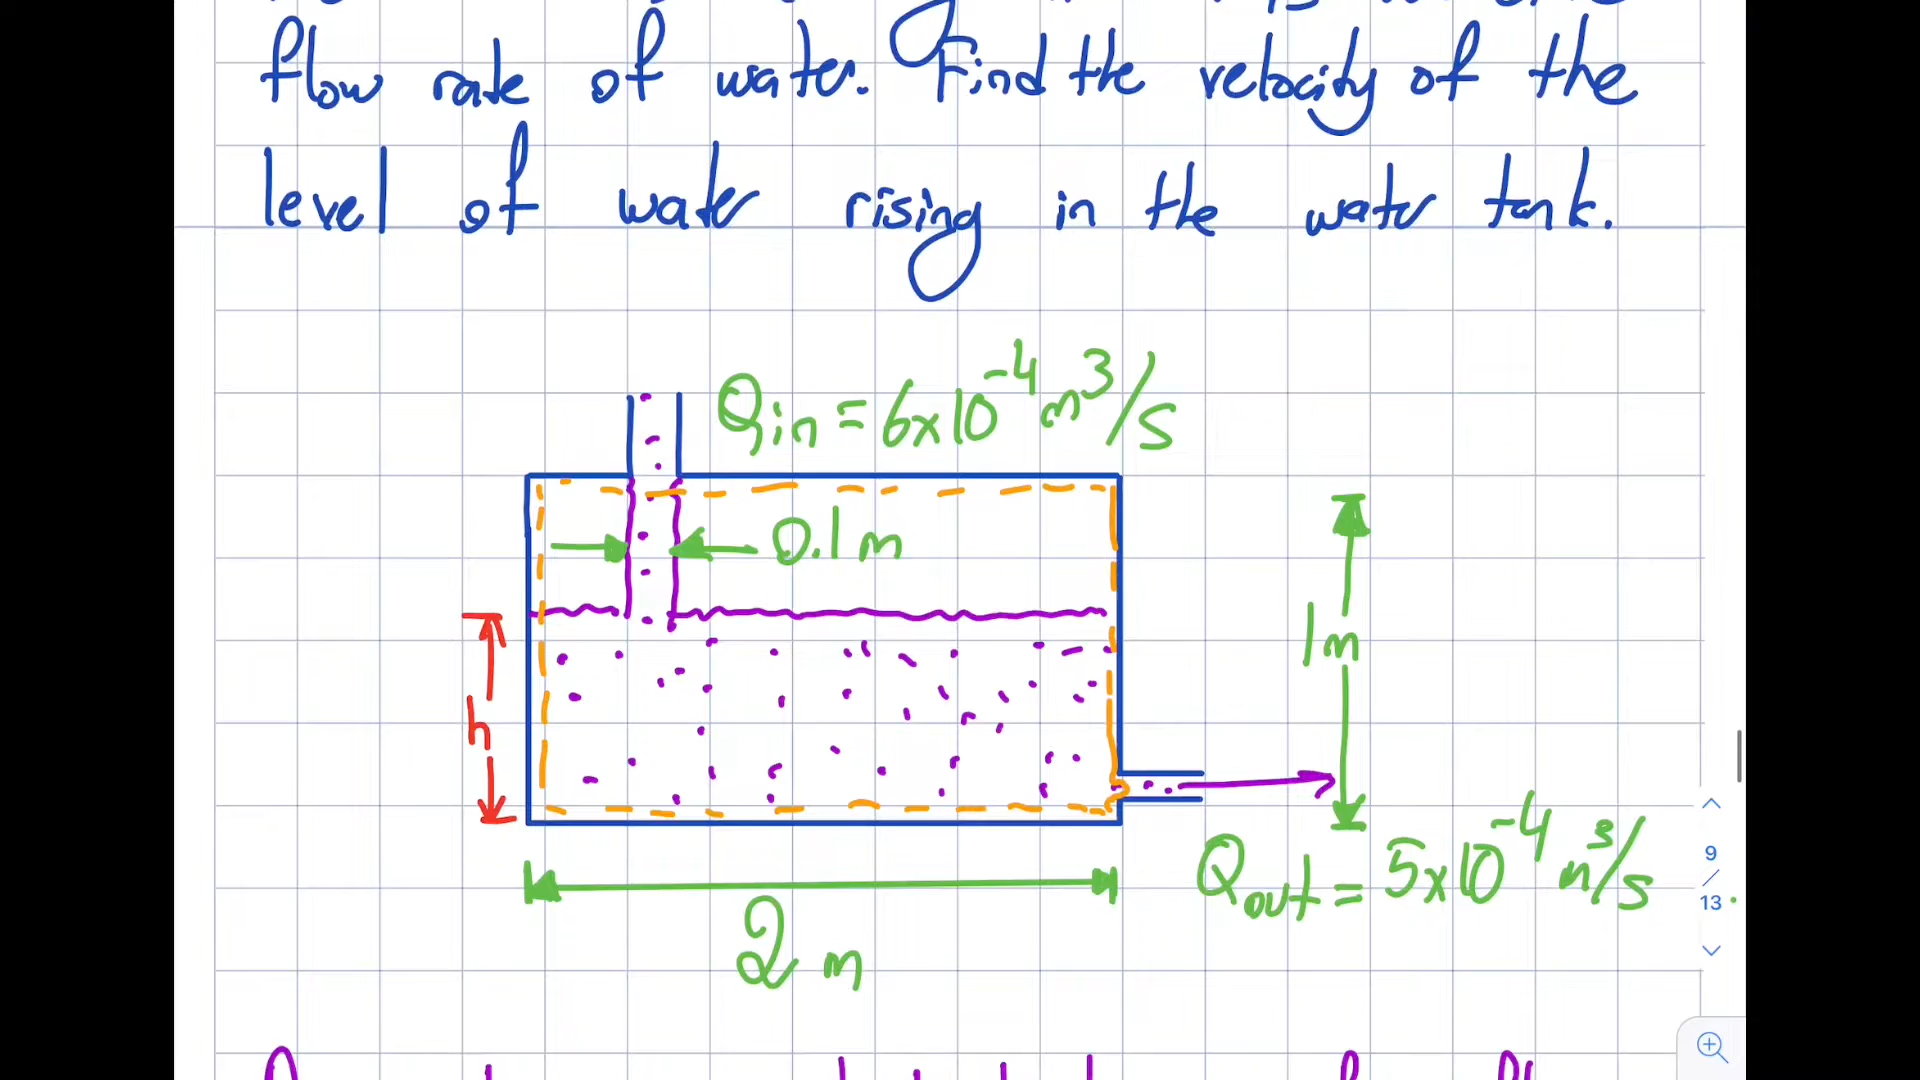 flow rate of water. Find the velocity of the
level of water rising in the water tank.
Qin = 6x10^-4 m^3/s
0.1m
h
1m
Qout = 5x10^-4 m^3/s
2 m
9
/
13